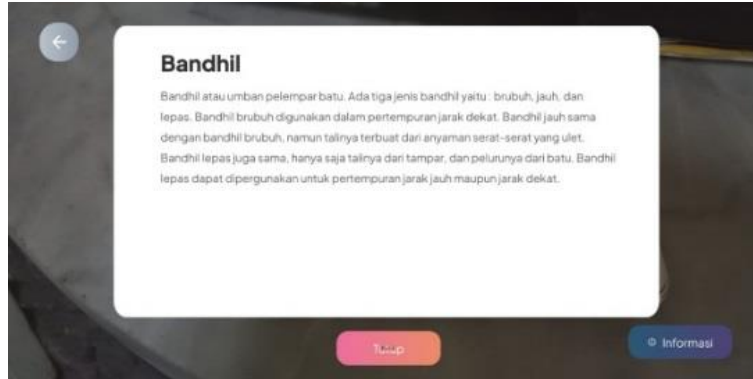 Bandhil
Bandhil atau umban pelempar batu. Ada tiga jenis bandhil yaitu : brubuh, jauh, dan
lepas. Bandhil brubuh digunakan dalam pertempuran jarak dekat. Bandhil jauh sama
dengan bandhil brubuh, namun talinya terbuat dari anyaman serat-serat yang ulet.
Bandhil lepas juga sama, hanya saja talinya dari tampar, dan pelurunya dari batu. Bandhil
lepas dapat dipergunakan untuk pertempuran jarak jauh maupun jarak dekat.
Informasi